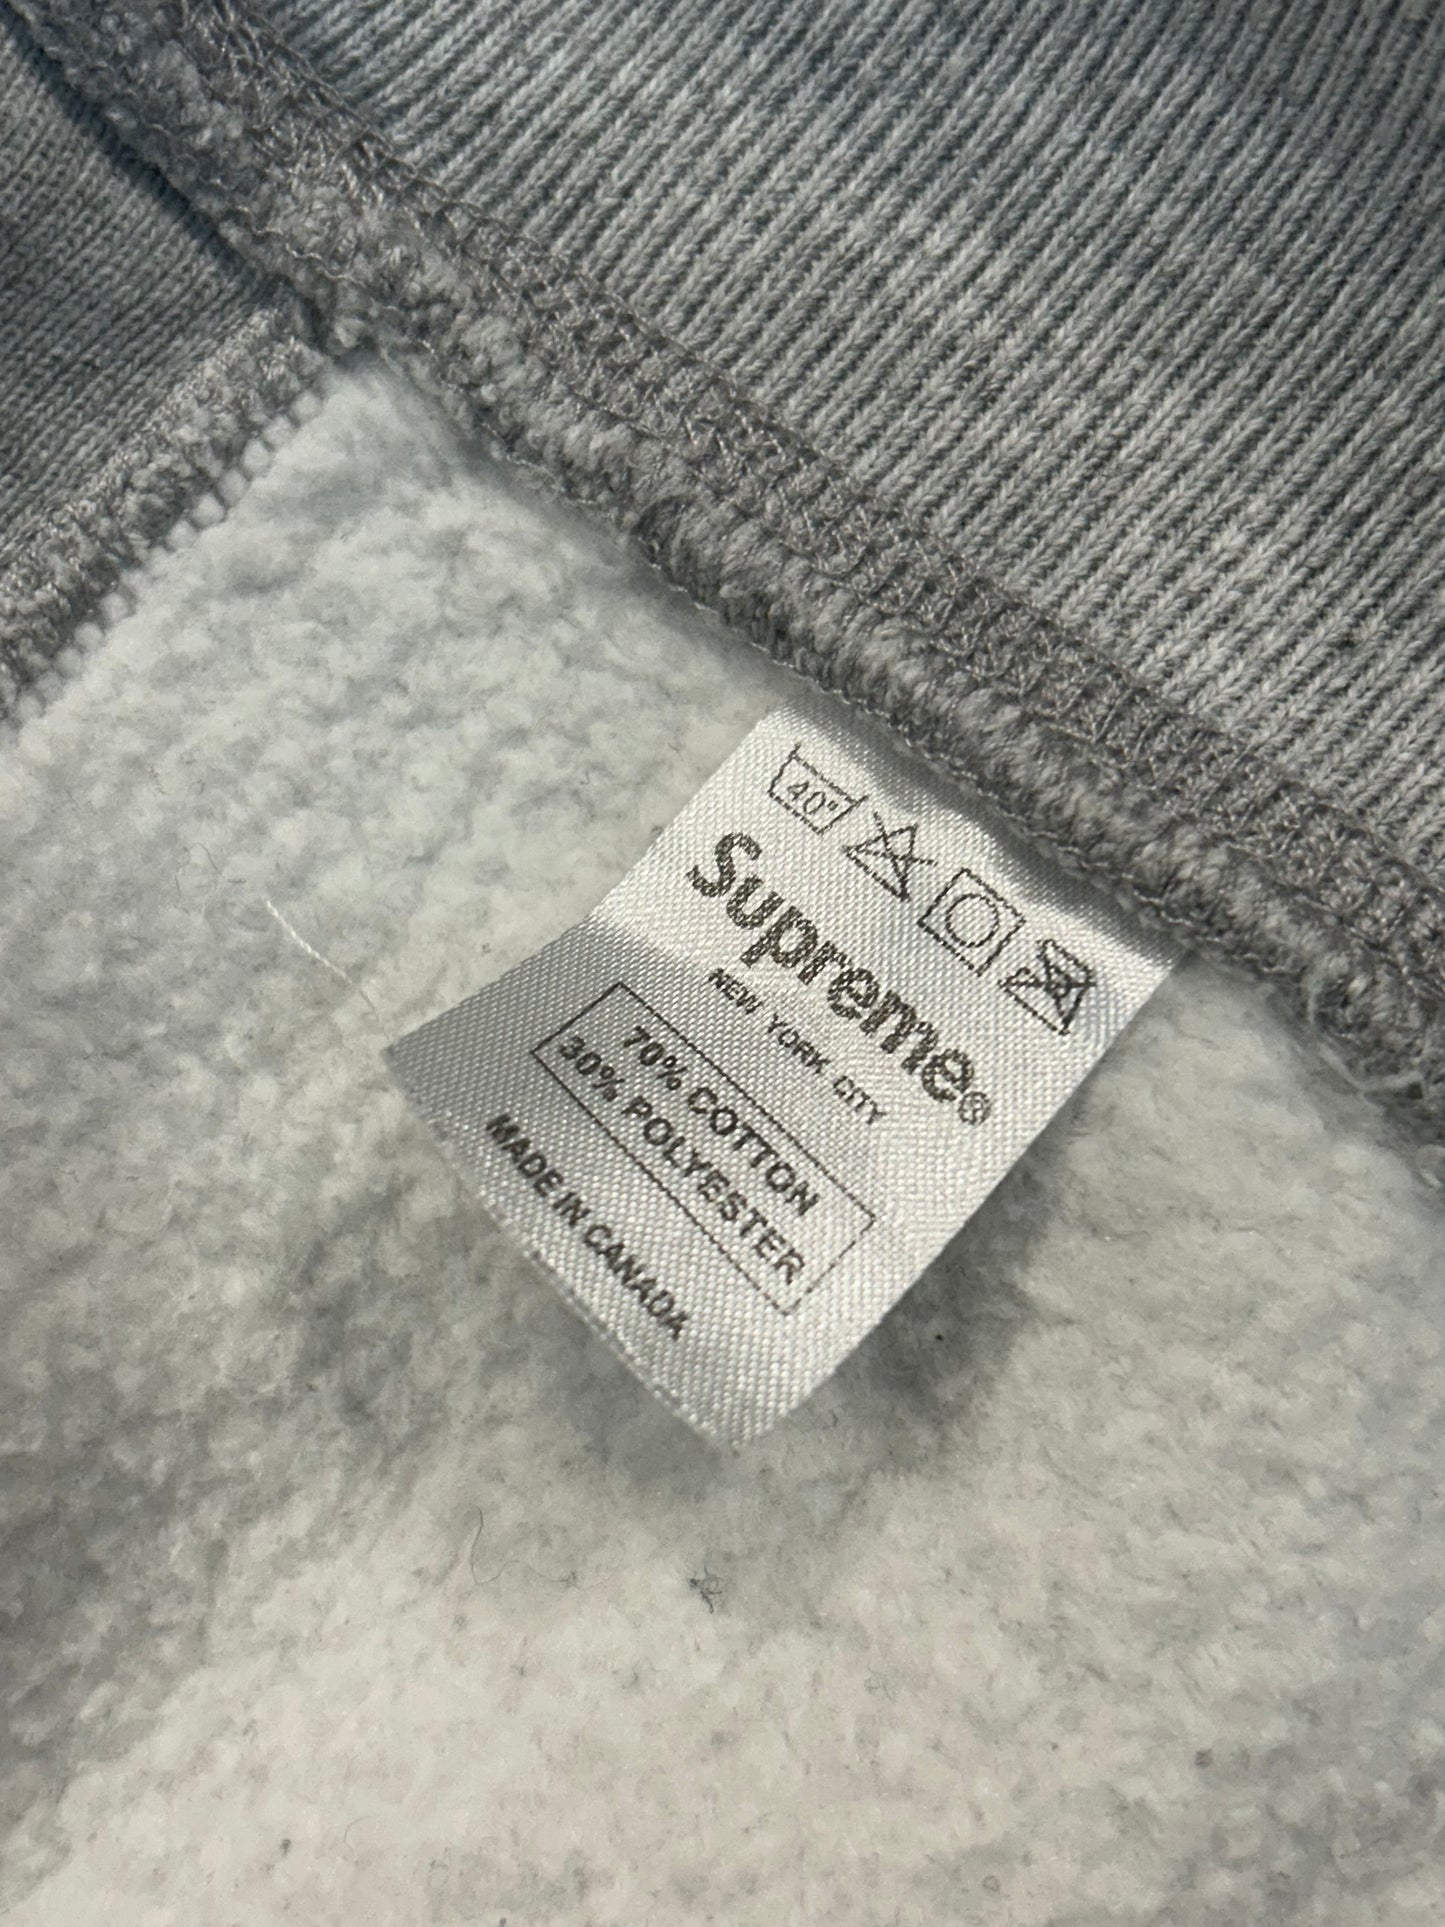 40°
Supreme®
NEW YORK CITY
70% COTTON
30% POLYESTER
MADE IN CANADA